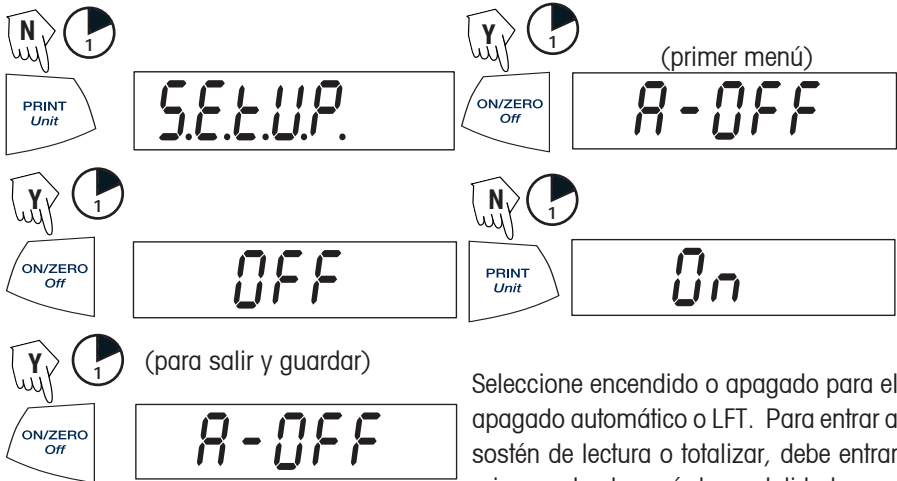 N
1
PRINT
Unit
S.E.t.U.P.
Y
1
ON/ZERO
Off
(primer menú)
A-OFF
Y
1
ON/ZERO
Off
OFF
N
1
PRINT
Unit
On
Y
1
(para salir y guardar)
ON/ZERO
Off
A-OFF
Seleccione encendido o apagado para el
apagado automático o LFT. Para entrar a
sostén de lectura o totalizar, debe entrar